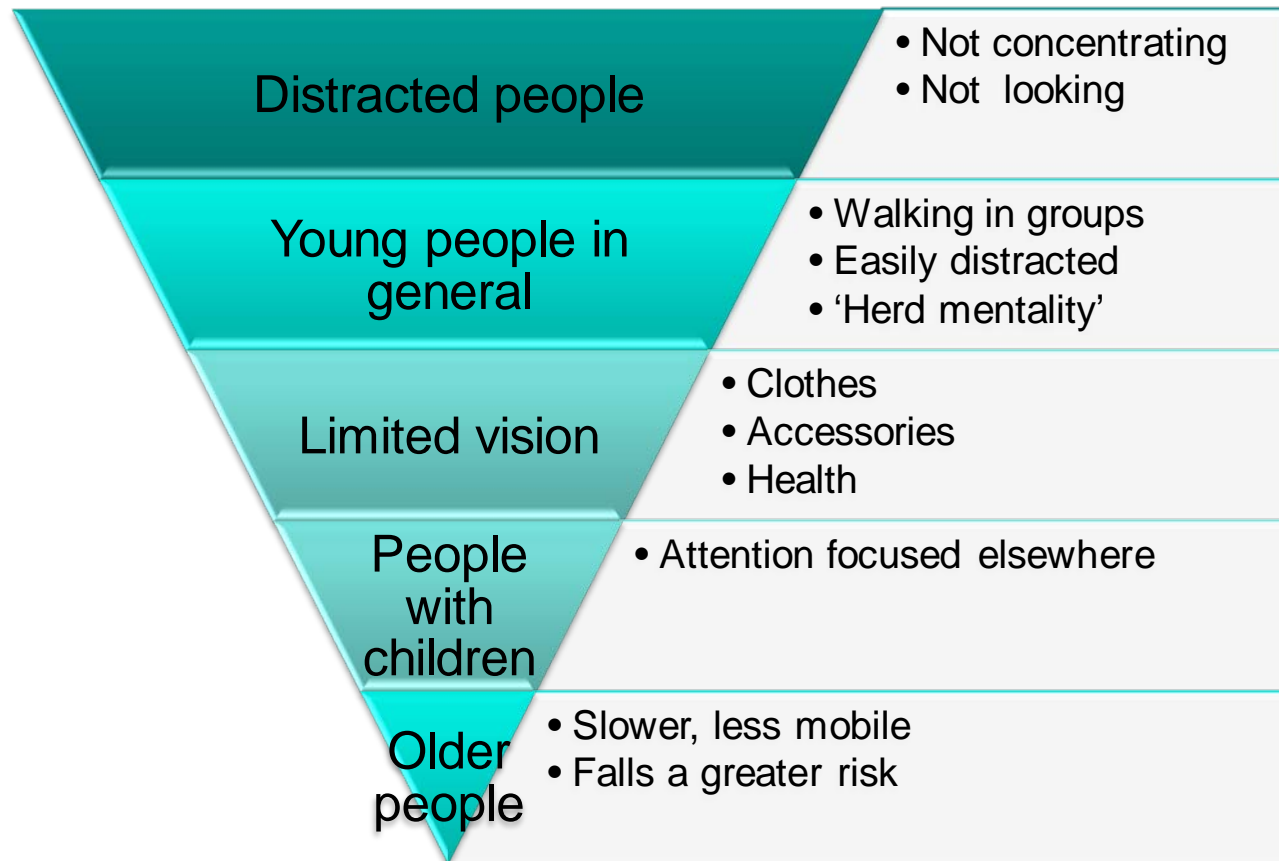 Distracted people
• Not concentrating
• Not looking
Young people in
general
• Walking in groups
• Easily distracted
• ‘Herd mentality’
Limited vision
• Clothes
• Accessories
• Health
People
with
children
• Attention focused elsewhere
Older
people
• Slower, less mobile
• Falls a greater risk